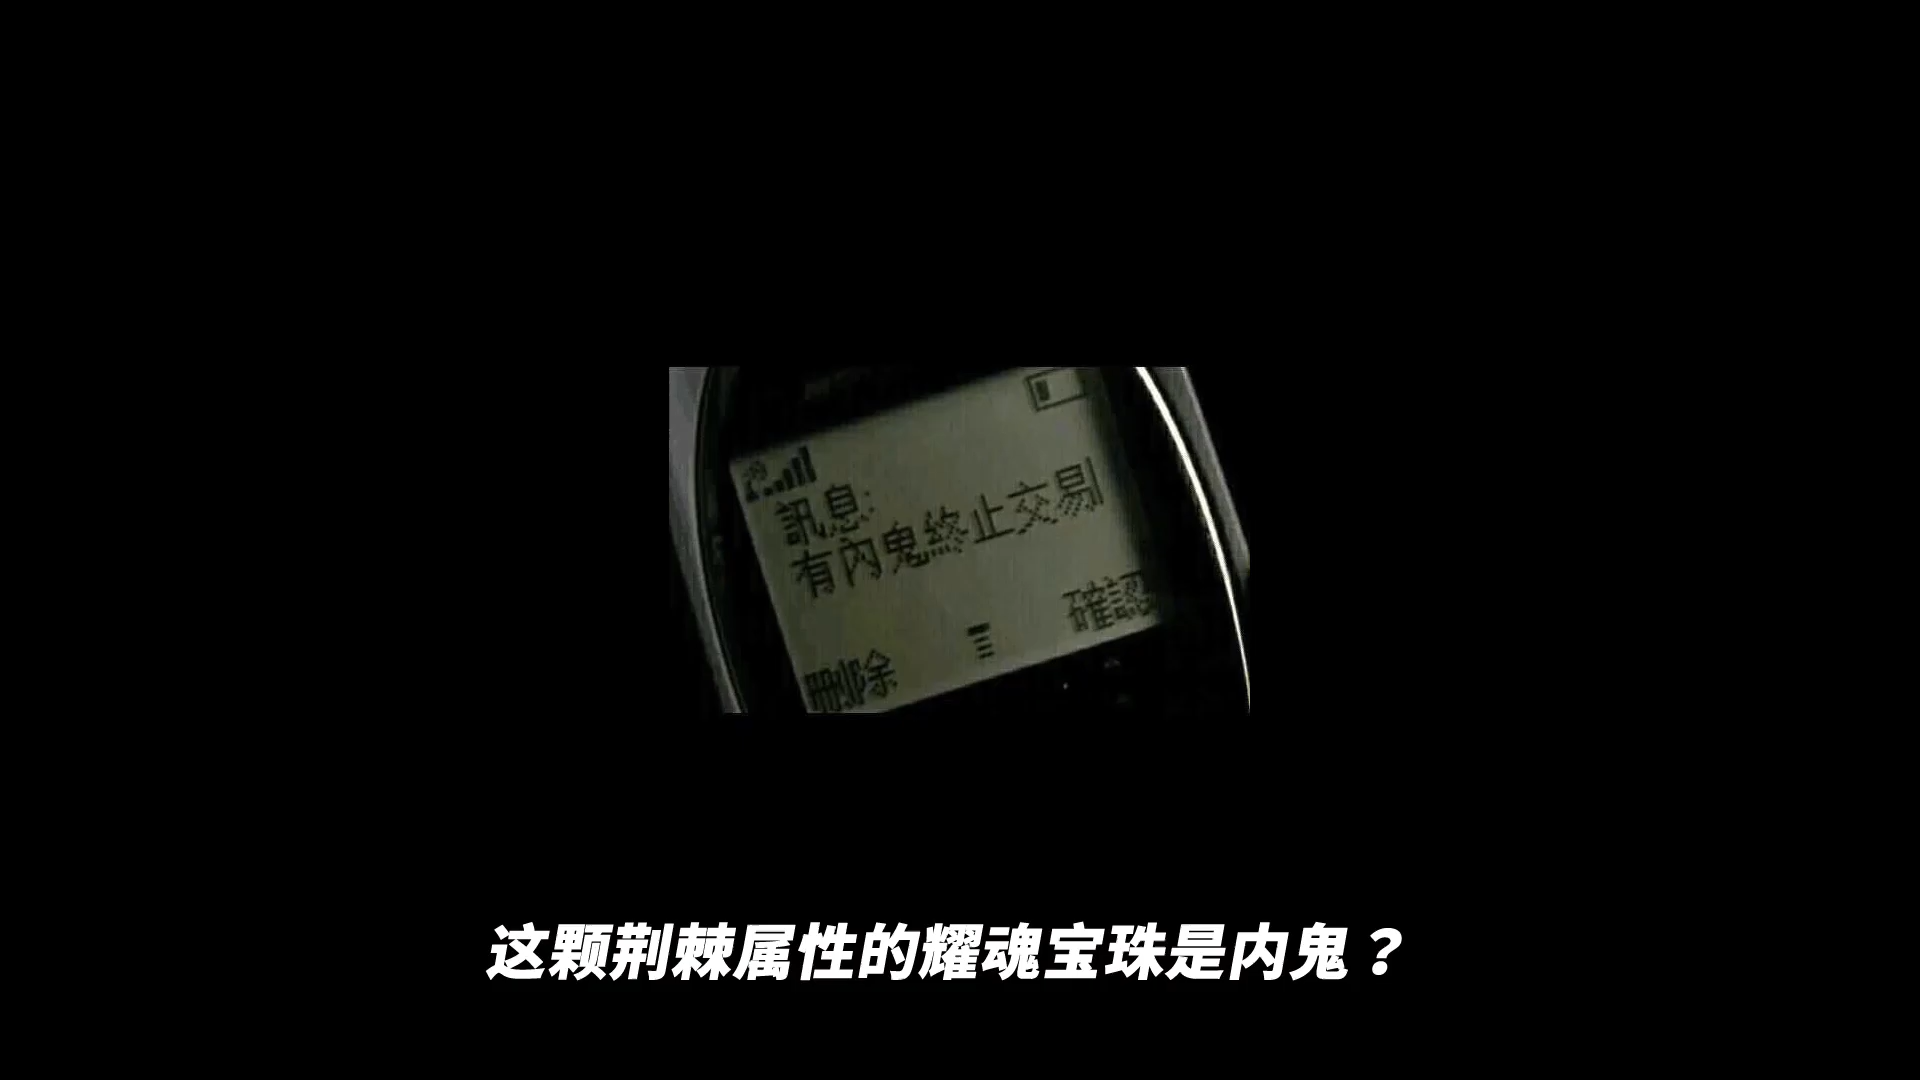 訊息:
有內鬼終止交易
確認
刪除
这颗荆棘属性的耀魂宝珠是内鬼？